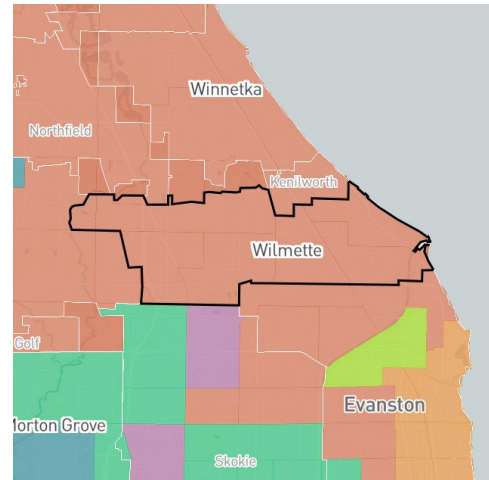 Winnetka
Northfield
Kenilworth
Wilmette
Golf
Evanston
Morton Grove
Skokie